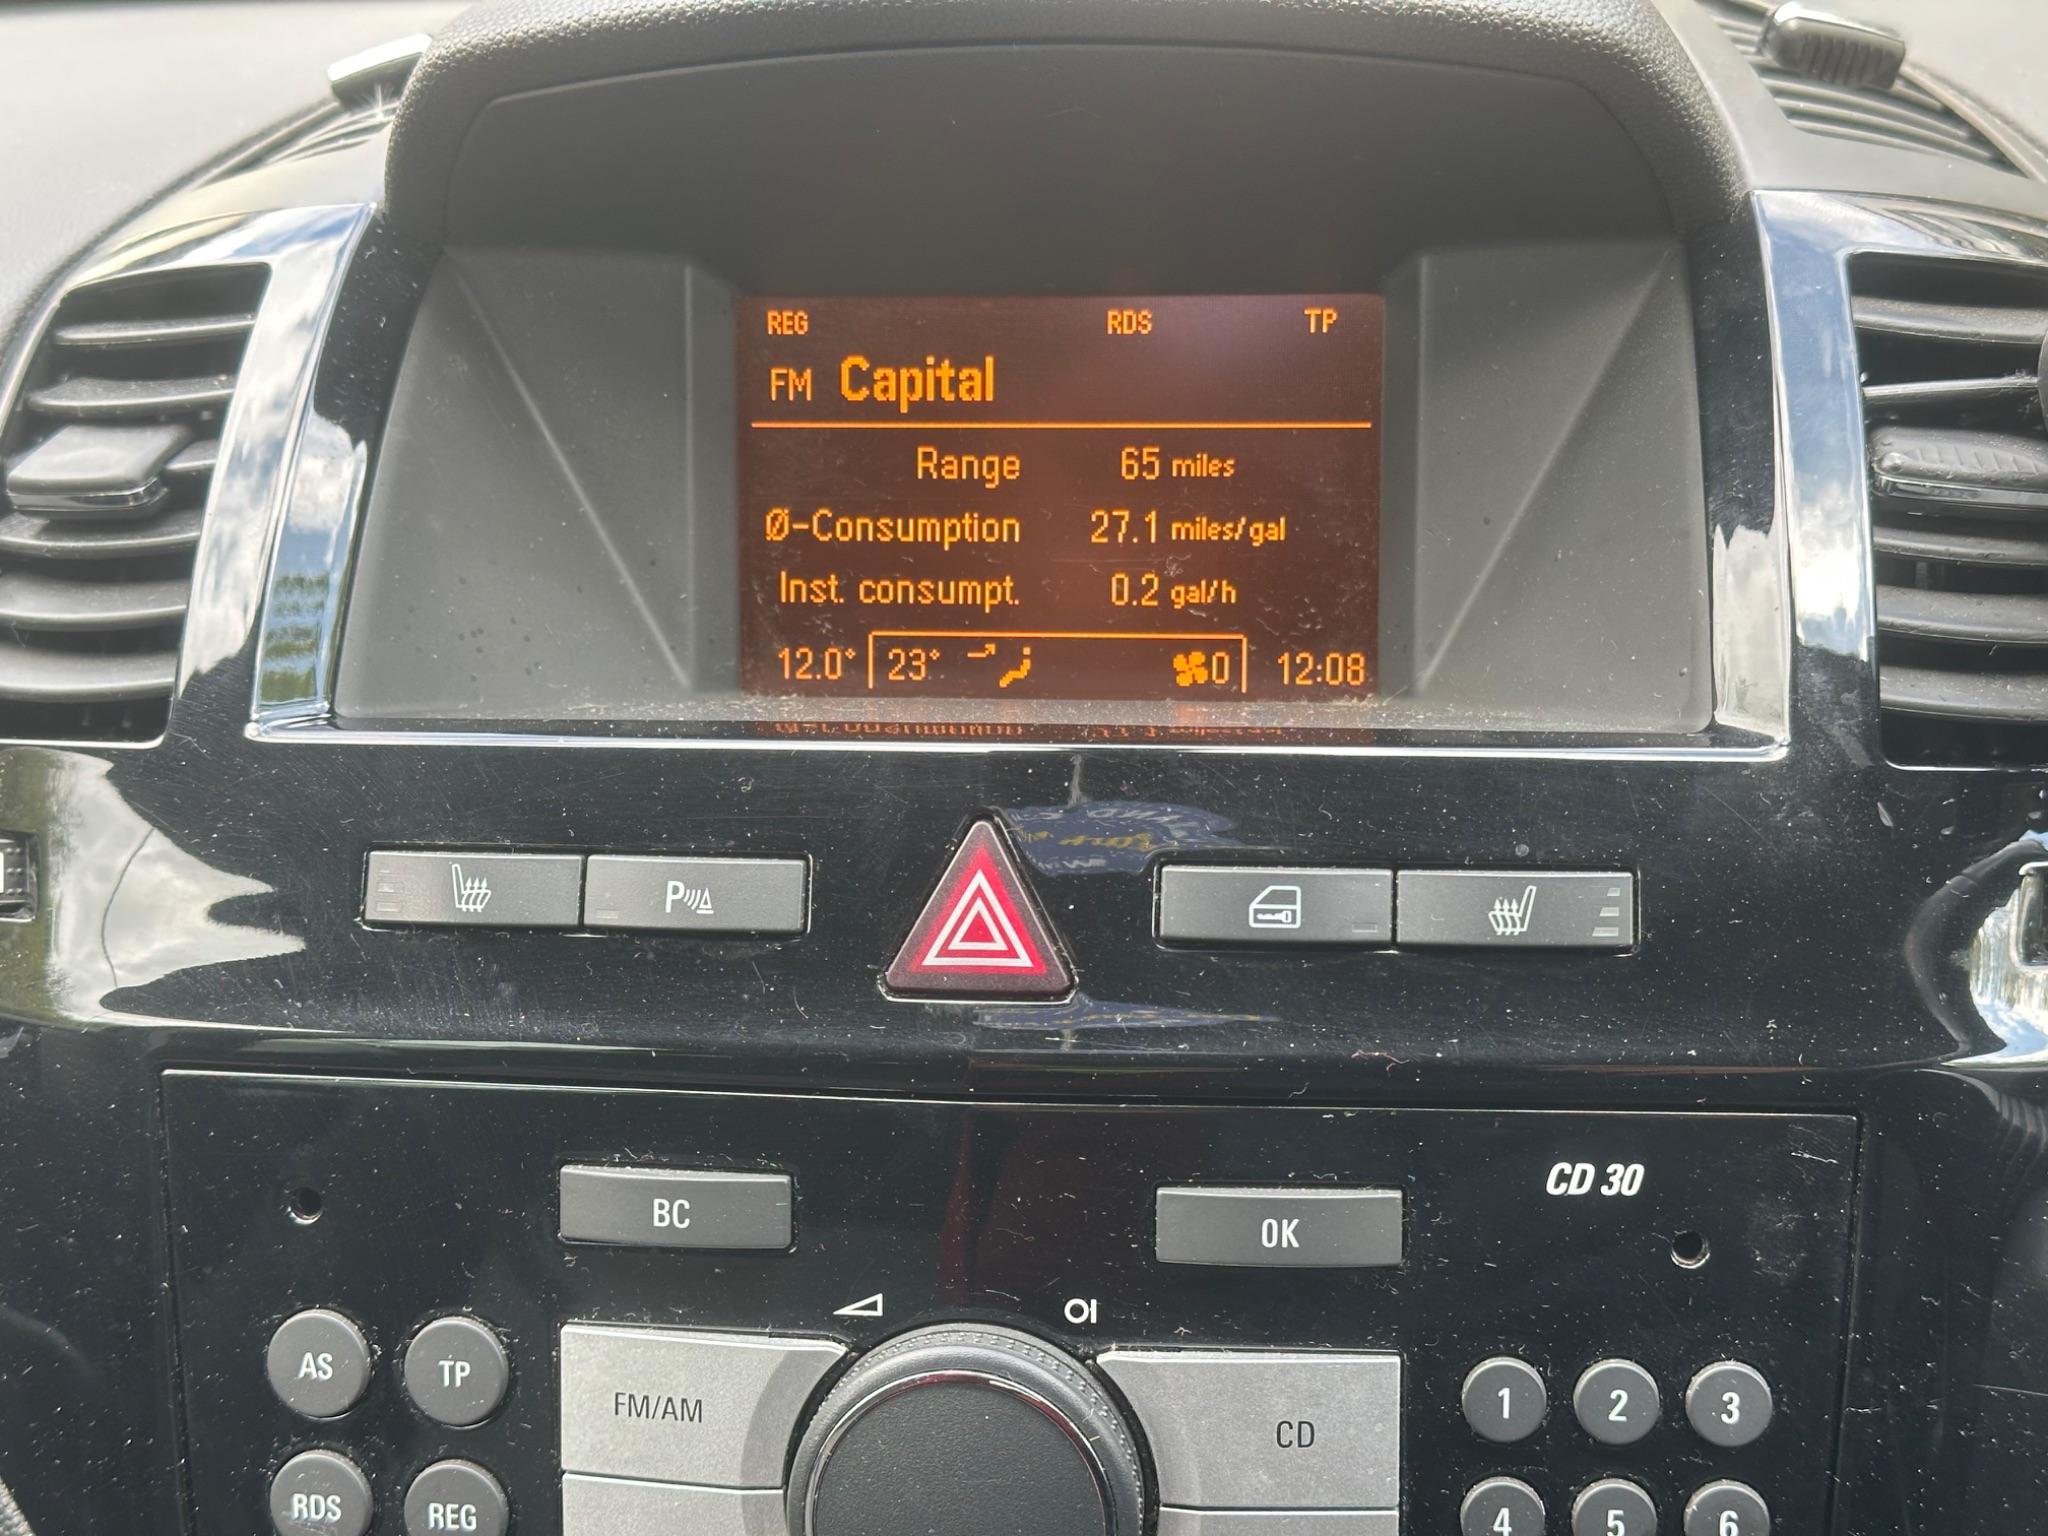 REG RDS TP
FM Capital
Range 65 miles
Ø-Consumption 27.1 miles/gal
Inst. consumpt. 0.2 gal/h
12.0° 23° 0 12:08
P
CD 30
BC OK
AS TP FM/AM CD 1 2 3
RDS REG 4 5 6